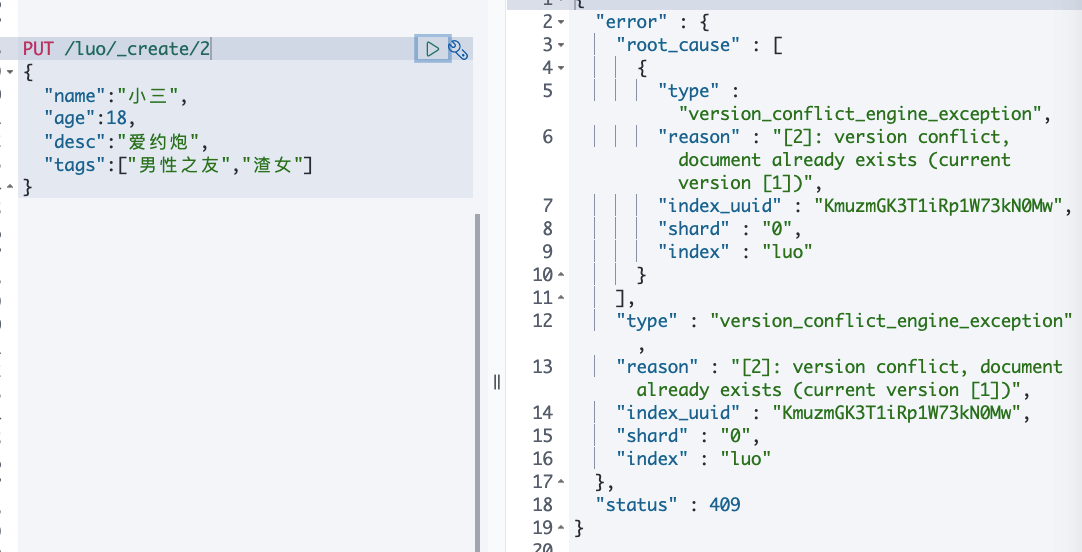 PUT /luo/_create/2
{
"name":"小三",
"age":18,
"desc":"爱约炮",
"tags":["男性之友","渣女"]
}
1 {
2 "error" : {
3 "root_cause" : [
4 {
5 "type" :
"version_conflict_engine_exception",
6 "reason" : "[2]: version conflict,
document already exists (current
version [1])",
7 "index_uuid" : "KmuzmGK3T1iRp1W73kN0Mw",
8 "shard" : "0",
9 "index" : "luo"
10 }
11 ],
12 "type" : "version_conflict_engine_exception"
,
13 "reason" : "[2]: version conflict, document
already exists (current version [1])",
14 "index_uuid" : "KmuzmGK3T1iRp1W73kN0Mw",
15 "shard" : "0",
16 "index" : "luo"
17 },
18 "status" : 409
19 }
20